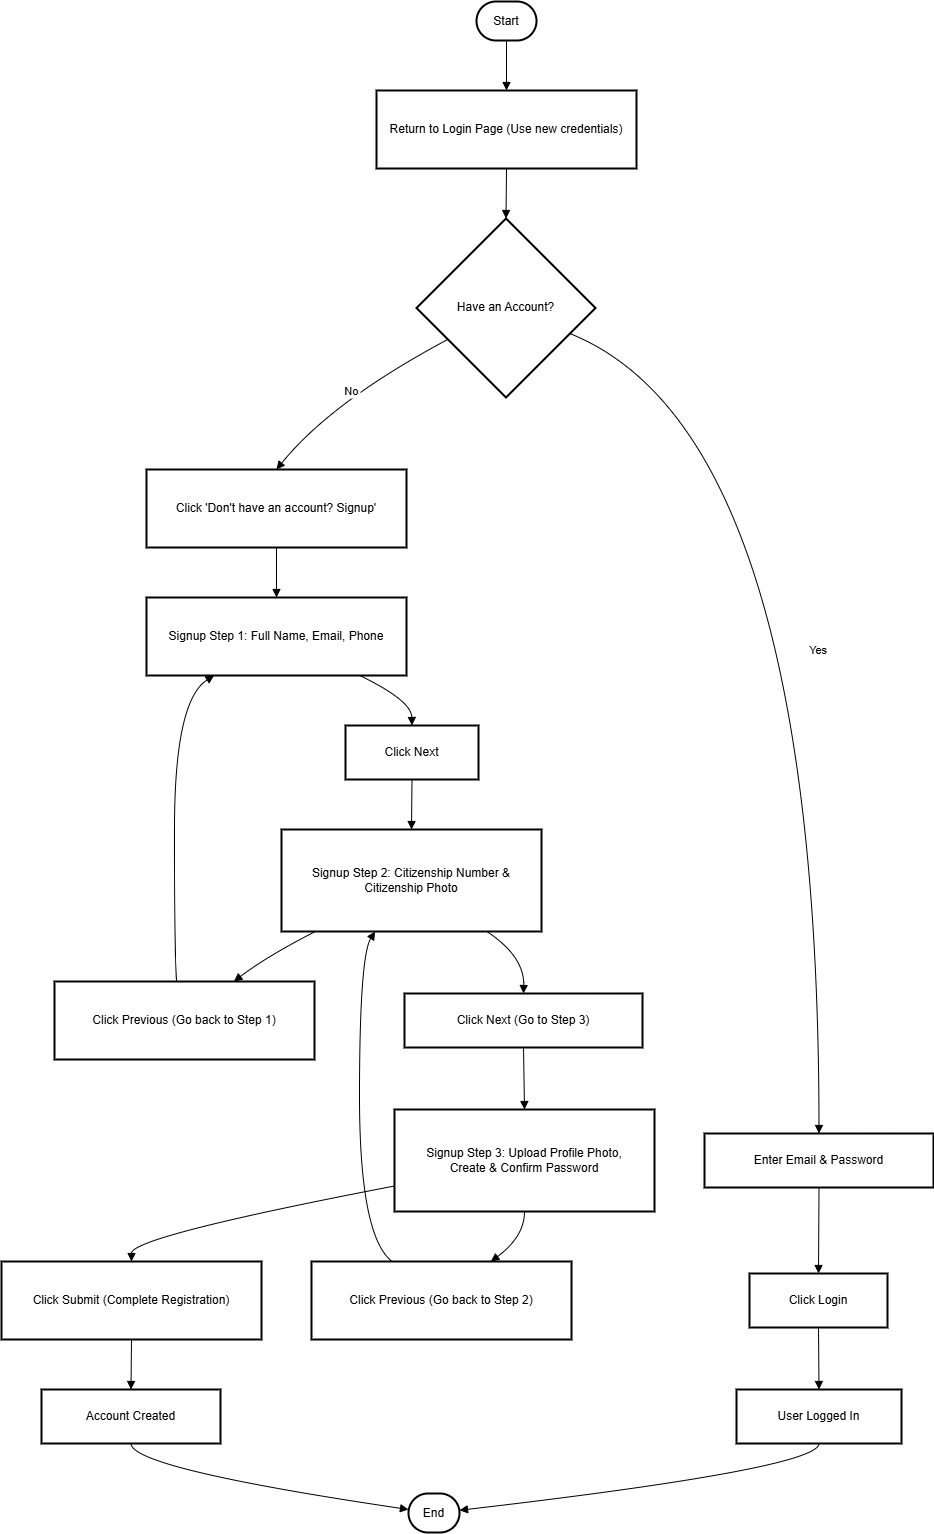 Start
Return to Login Page (Use new credentials)
Have an Account?
No
Click 'Don't have an account? Signup'
Signup Step 1: Full Name, Email, Phone
Yes
Click Next
Signup Step 2: Citizenship Number &
Citizenship Photo
Click Previous (Go back to Step 1)
Click Next (Go to Step 3)
Signup Step 3: Upload Profile Photo,
Create & Confirm Password
Enter Email & Password
Click Submit (Complete Registration)
Click Previous (Go back to Step 2)
Click Login
Account Created
User Logged In
End